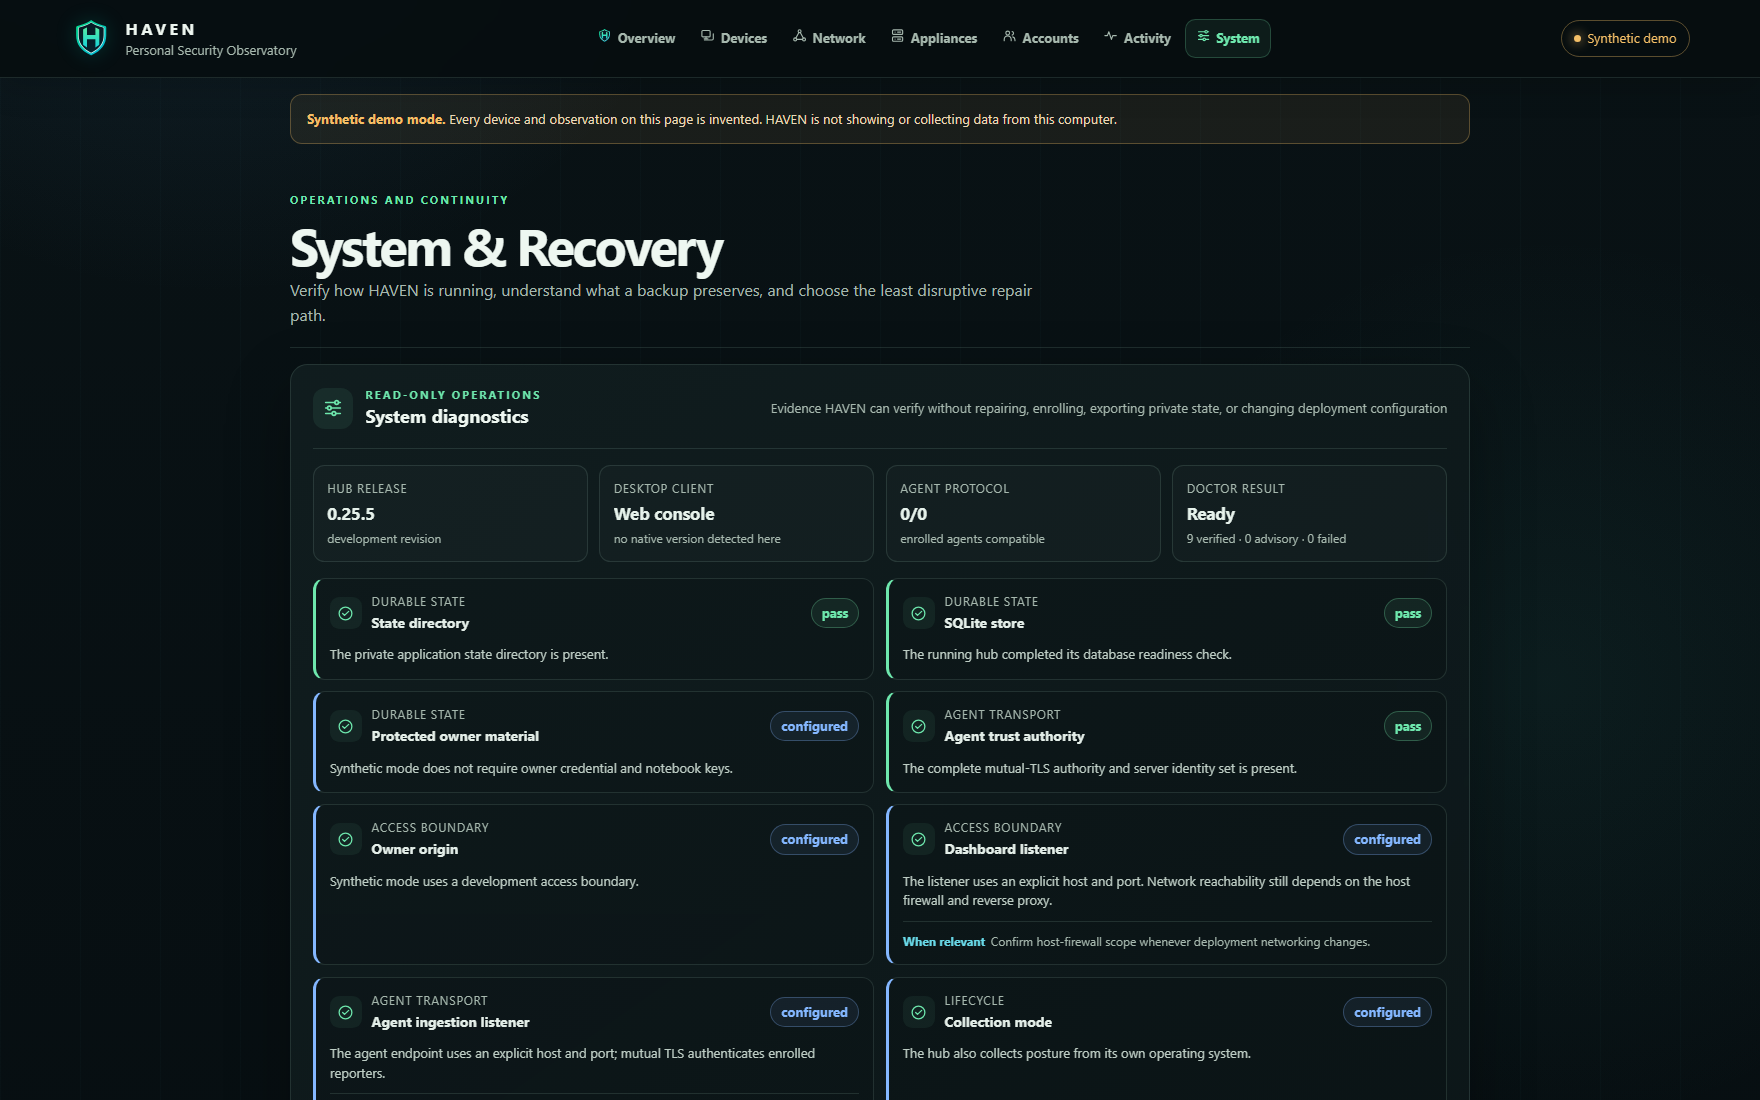 HAVEN
Personal Security Observatory
Overview
Devices
Network
Appliances
Accounts
Activity
System
Synthetic demo
Synthetic demo mode. Every device and observation on this page is invented. HAVEN is not showing or collecting data from this computer.
OPERATIONS AND CONTINUITY
System & Recovery
Verify how HAVEN is running, understand what a backup preserves, and choose the least disruptive repair
path.
READ-ONLY OPERATIONS
System diagnostics
Evidence HAVEN can verify without repairing, enrolling, exporting private state, or changing deployment configuration
HUB RELEASE
0.25.5
development revision
DESKTOP CLIENT
Web console
no native version detected here
AGENT PROTOCOL
0/0
enrolled agents compatible
DOCTOR RESULT
Ready
9 verified · 0 advisory · 0 failed
DURABLE STATE
State directory
pass
The private application state directory is present.
DURABLE STATE
SQLite store
pass
The running hub completed its database readiness check.
DURABLE STATE
Protected owner material
configured
Synthetic mode does not require owner credential and notebook keys.
AGENT TRANSPORT
Agent trust authority
pass
The complete mutual-TLS authority and server identity set is present.
ACCESS BOUNDARY
Owner origin
configured
Synthetic mode uses a development access boundary.
ACCESS BOUNDARY
Dashboard listener
configured
The listener uses an explicit host and port. Network reachability still depends on the host
firewall and reverse proxy.
When relevant Confirm host-firewall scope whenever deployment networking changes.
AGENT TRANSPORT
Agent ingestion listener
configured
The agent endpoint uses an explicit host and port; mutual TLS authenticates enrolled
reporters.
LIFECYCLE
Collection mode
configured
The hub also collects posture from its own operating system.